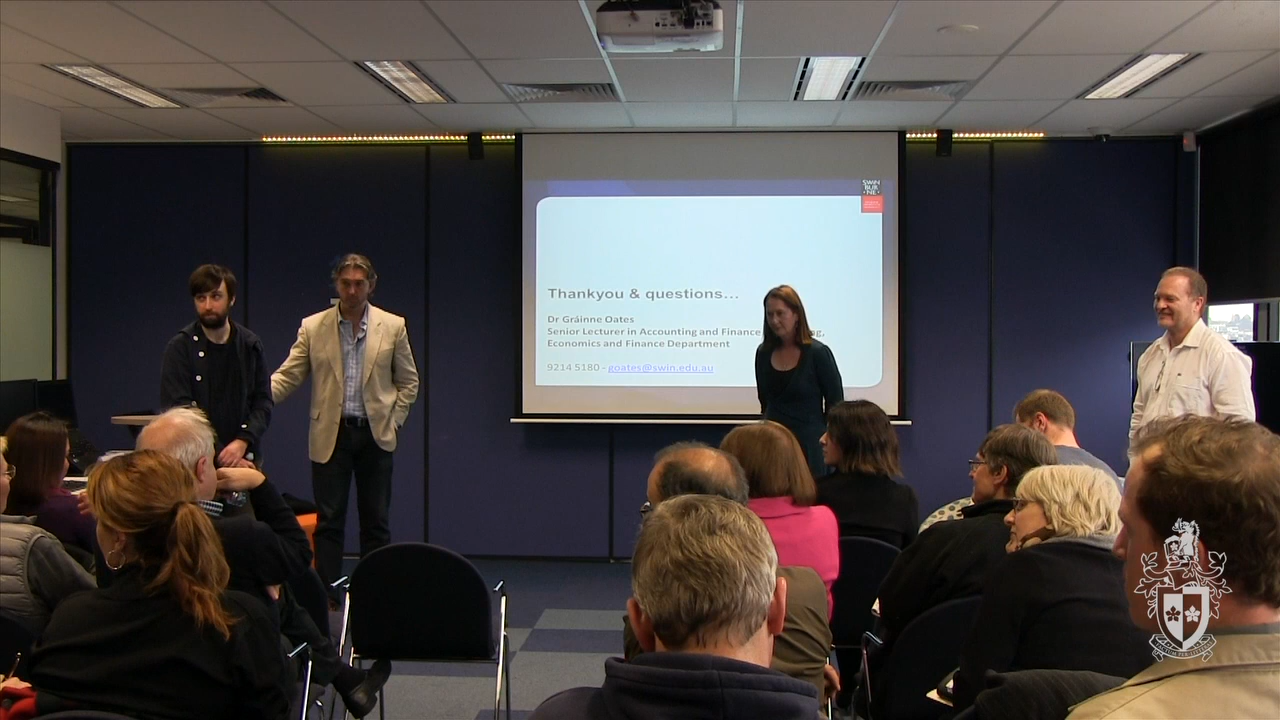 SWIN
BUR
NE
Thankyou & questions...
Dr Gráinne Oates
Senior Lecturer in Accounting and Finance
Economics and Finance Department
9214 5180 - goates@swin.edu.au